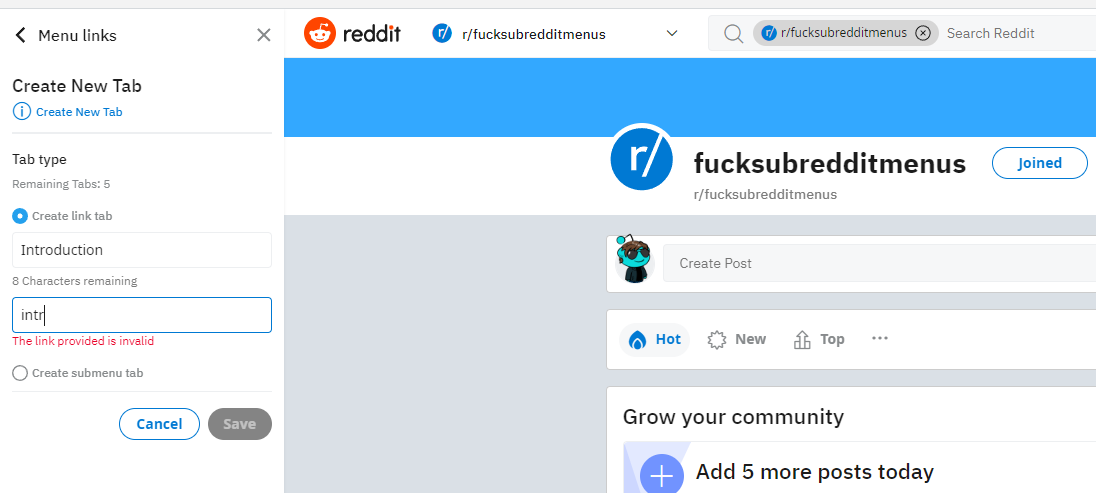 Menu links
Create New Tab
Create New Tab
Tab type
Remaining Tabs: 5
Create link tab
Introduction
8 Characters remaining
intr
The link provided is invalid
Create submenu tab
Cancel Save
reddit r/fucksubredditmenus r/fucksubredditmenus Search Reddit
r/
fucksubredditmenus Joined
r/fucksubredditmenus
Create Post
Hot New Top ...
Grow your community
Add 5 more posts today